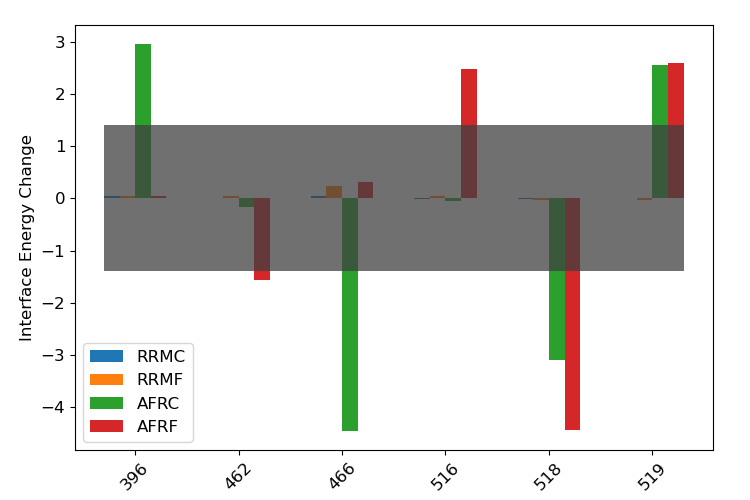 3
2
1
0
−1
−2
−3
−4
Interface Energy Change
RRMC
RRMF
AFRC
AFRF
396
462
466
516
518
519